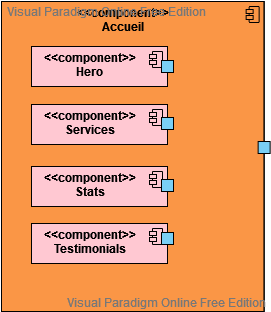 Visual Paradigm Online Free Edition
<<component>>
Accueil
<<component>>
Hero
<<component>>
Services
<<component>>
Stats
<<component>>
Testimonials
Visual Paradigm Online Free Edition